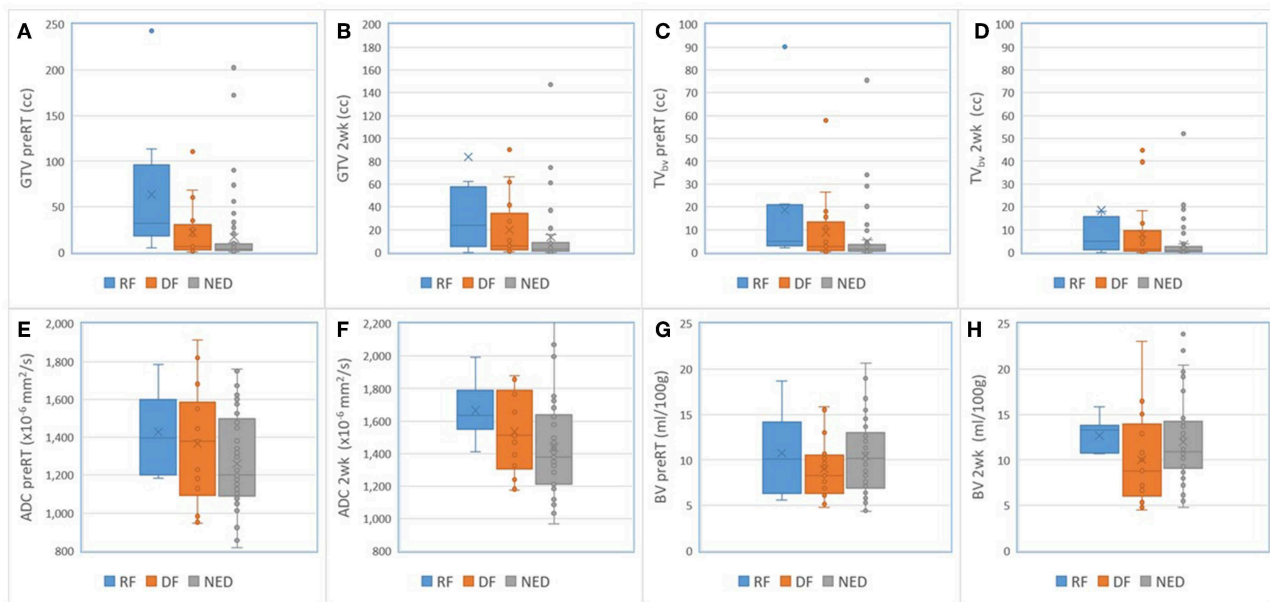 A
GTV preRT (cc)
250
200
150
100
50
0
RF DF NED
B
GTV 2wk (cc)
200
180
160
140
120
100
80
60
40
20
0
RF DF NED
C
TVbv preRT (cc)
100
90
80
70
60
50
40
30
20
10
0
RF DF NED
D
TVbv 2wk (cc)
100
90
80
70
60
50
40
30
20
10
0
RF DF NED
E
ADC preRT (x10-6 mm2/s)
2,000
1,800
1,600
1,400
1,200
1,000
800
RF DF NED
F
ADC 2wk (x10-6 mm2/s)
2,200
2,000
1,800
1,600
1,400
1,200
1,000
800
RF DF NED
G
BV preRT (ml/100g)
25
20
15
10
5
0
RF DF NED
H
BV 2wk (ml/100g)
25
20
15
10
5
0
RF DF NED